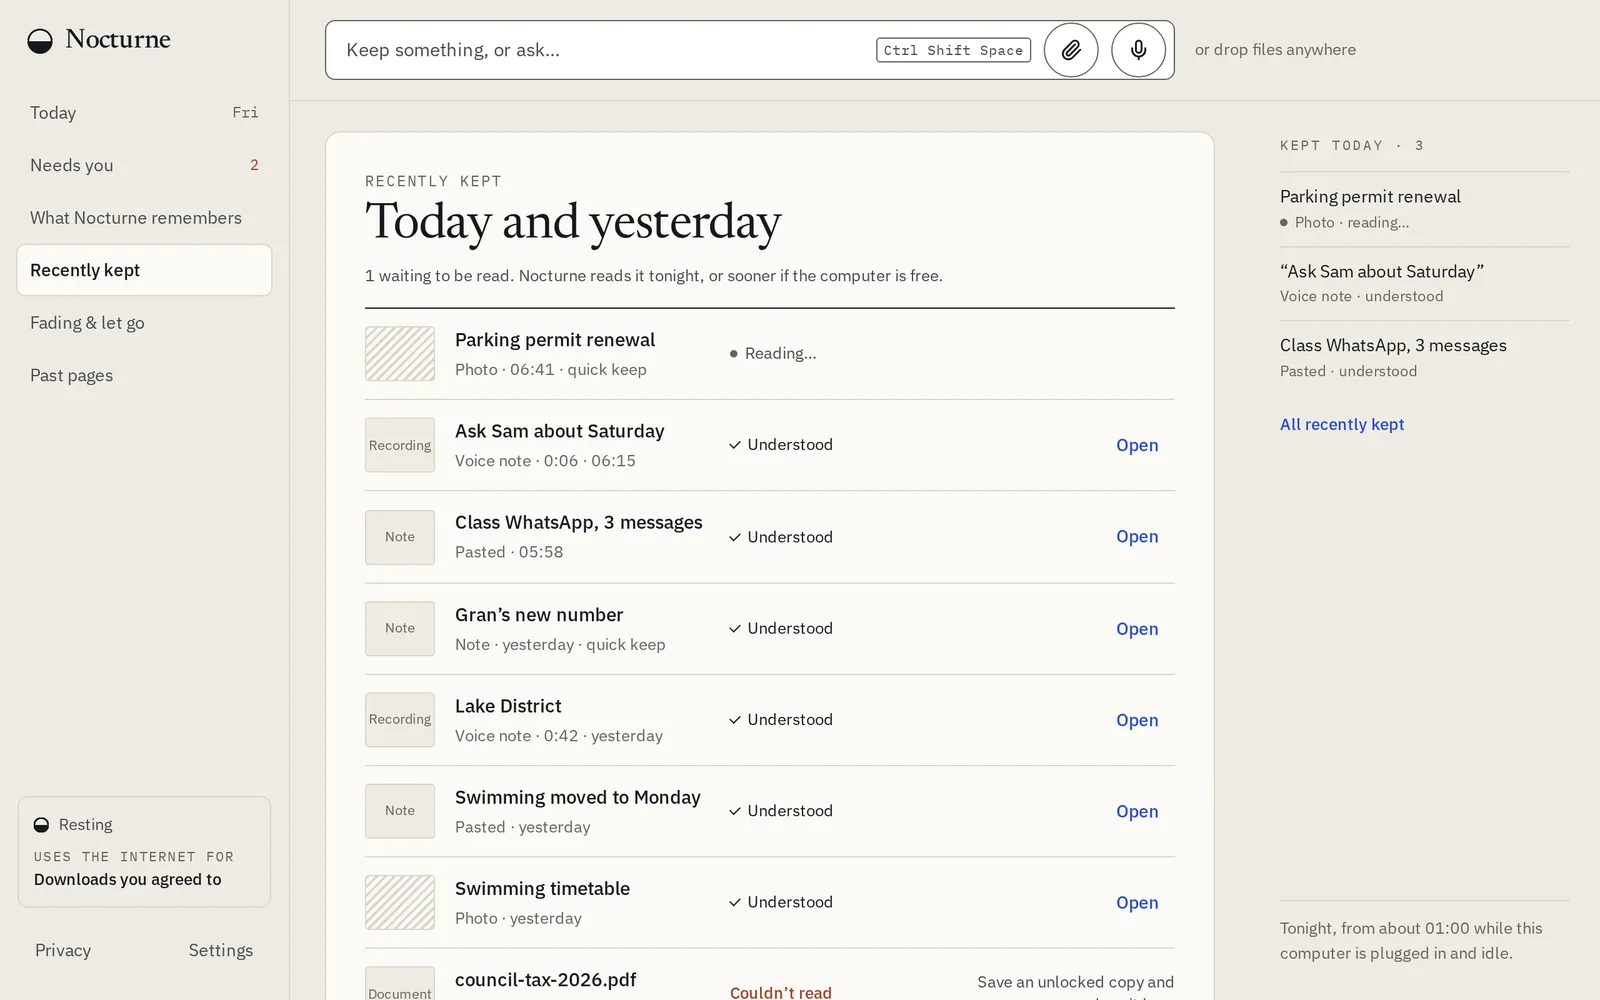 Nocturne
Today Fri
Needs you 2
What Nocturne remembers
Recently kept
Fading & let go
Past pages
Resting
USES THE INTERNET FOR
Downloads you agreed to
Privacy Settings
Keep something, or ask... Ctrl Shift Space
or drop files anywhere
RECENTLY KEPT
Today and yesterday
1 waiting to be read. Nocturne reads it tonight, or sooner if the computer is free.
Parking permit renewal
Photo · 06:41 · quick keep
Reading...
Recording
Ask Sam about Saturday
Voice note · 0:06 · 06:15
✓ Understood
Open
Note
Class WhatsApp, 3 messages
Pasted · 05:58
✓ Understood
Open
Note
Gran’s new number
Note · yesterday · quick keep
✓ Understood
Open
Recording
Lake District
Voice note · 0:42 · yesterday
✓ Understood
Open
Note
Swimming moved to Monday
Pasted · yesterday
✓ Understood
Open
Swimming timetable
Photo · yesterday
✓ Understood
Open
Document
council-tax-2026.pdf
Couldn’t read
Save an unlocked copy and
KEPT TODAY · 3
Parking permit renewal
Photo · reading...
“Ask Sam about Saturday”
Voice note · understood
Class WhatsApp, 3 messages
Pasted · understood
All recently kept
Tonight, from about 01:00 while this
computer is plugged in and idle.